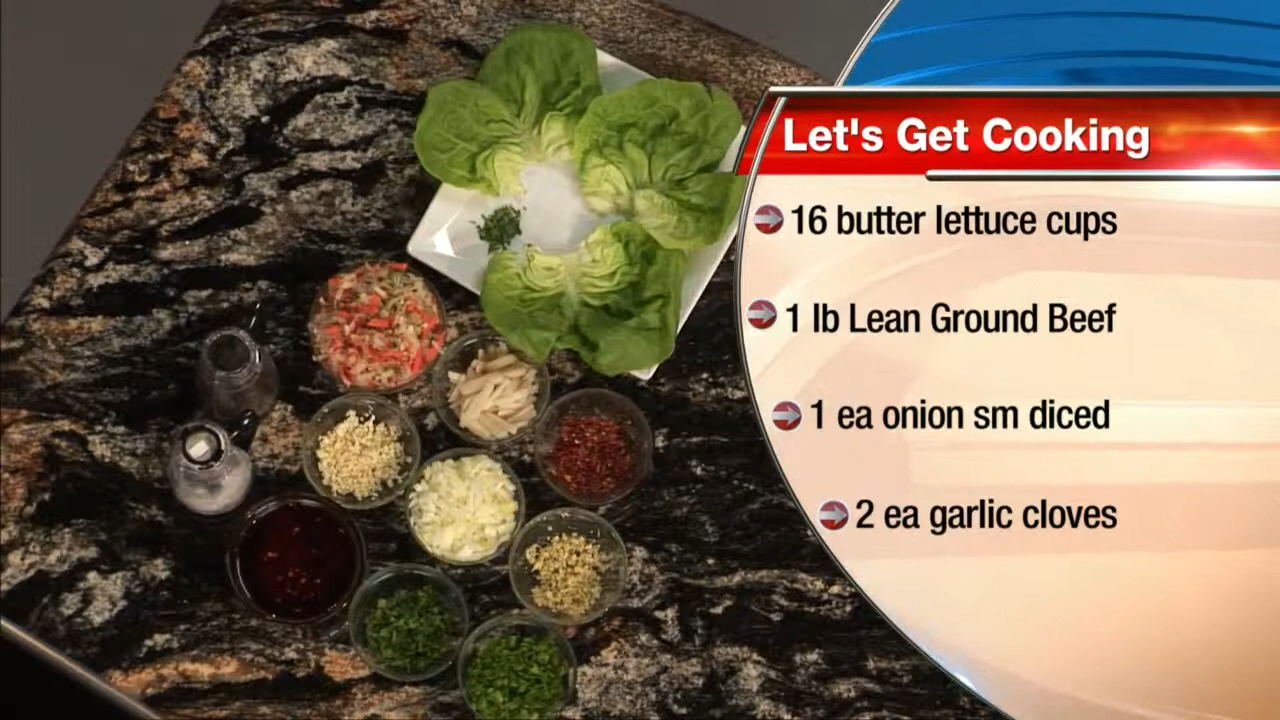 Let's Get Cooking
16 butter lettuce cups
1 lb Lean Ground Beef
1 ea onion sm diced
2 ea garlic cloves